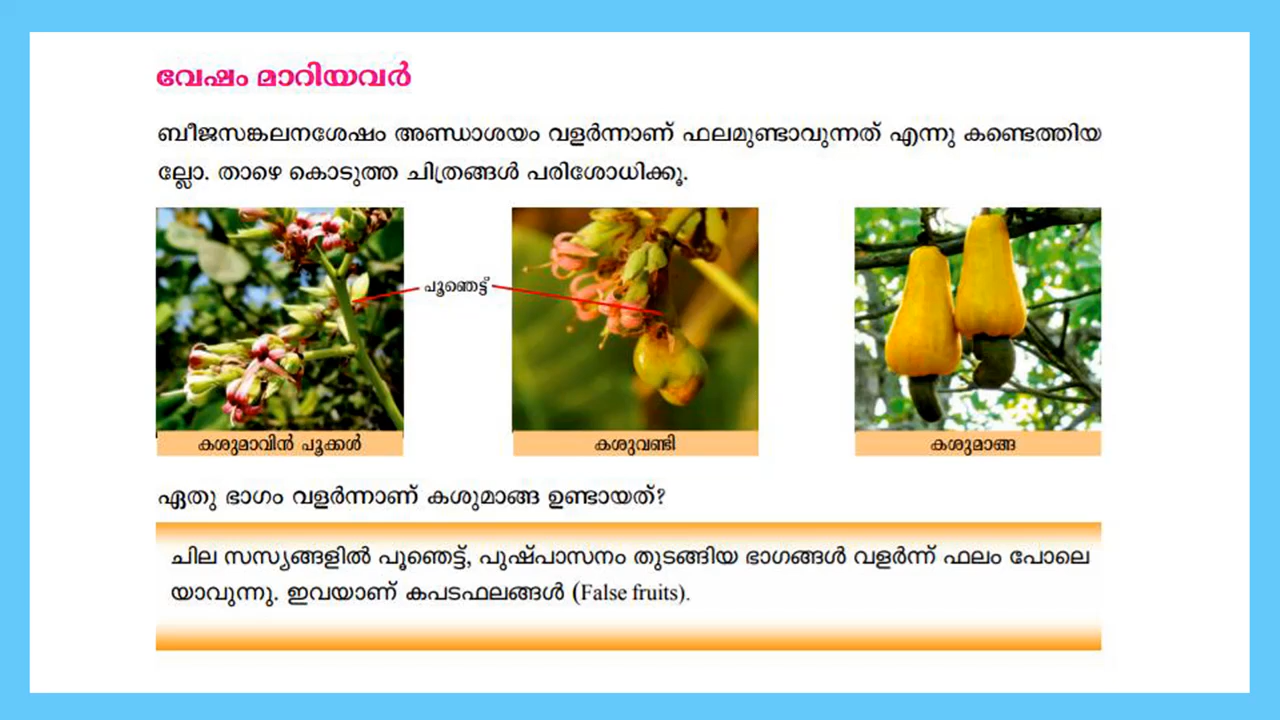 വേഷം മാറിയവർ
ബീജസങ്കലനശേഷം അണ്ഡാശയം വളർന്നാണ് ഫലമുണ്ടാവുന്നത് എന്നു കണ്ടെത്തിയ
ല്ലോ. താഴെ കൊടുത്ത ചിത്രങ്ങൾ പരിശോധിക്കൂ.
പൂഞെട്ട്
കശുമാവിൻ പൂക്കൾ
കശുവണ്ടി
കശുമാങ്ങ
ഏതു ഭാഗം വളർന്നാണ് കശുമാങ്ങ ഉണ്ടായത്?
ചില സസ്യങ്ങളിൽ പൂഞെട്ട്, പുഷ്പാസനം തുടങ്ങിയ ഭാഗങ്ങൾ വളർന്ന് ഫലം പോലെ
യാവുന്നു. ഇവയാണ് കപടഫലങ്ങൾ (False fruits).